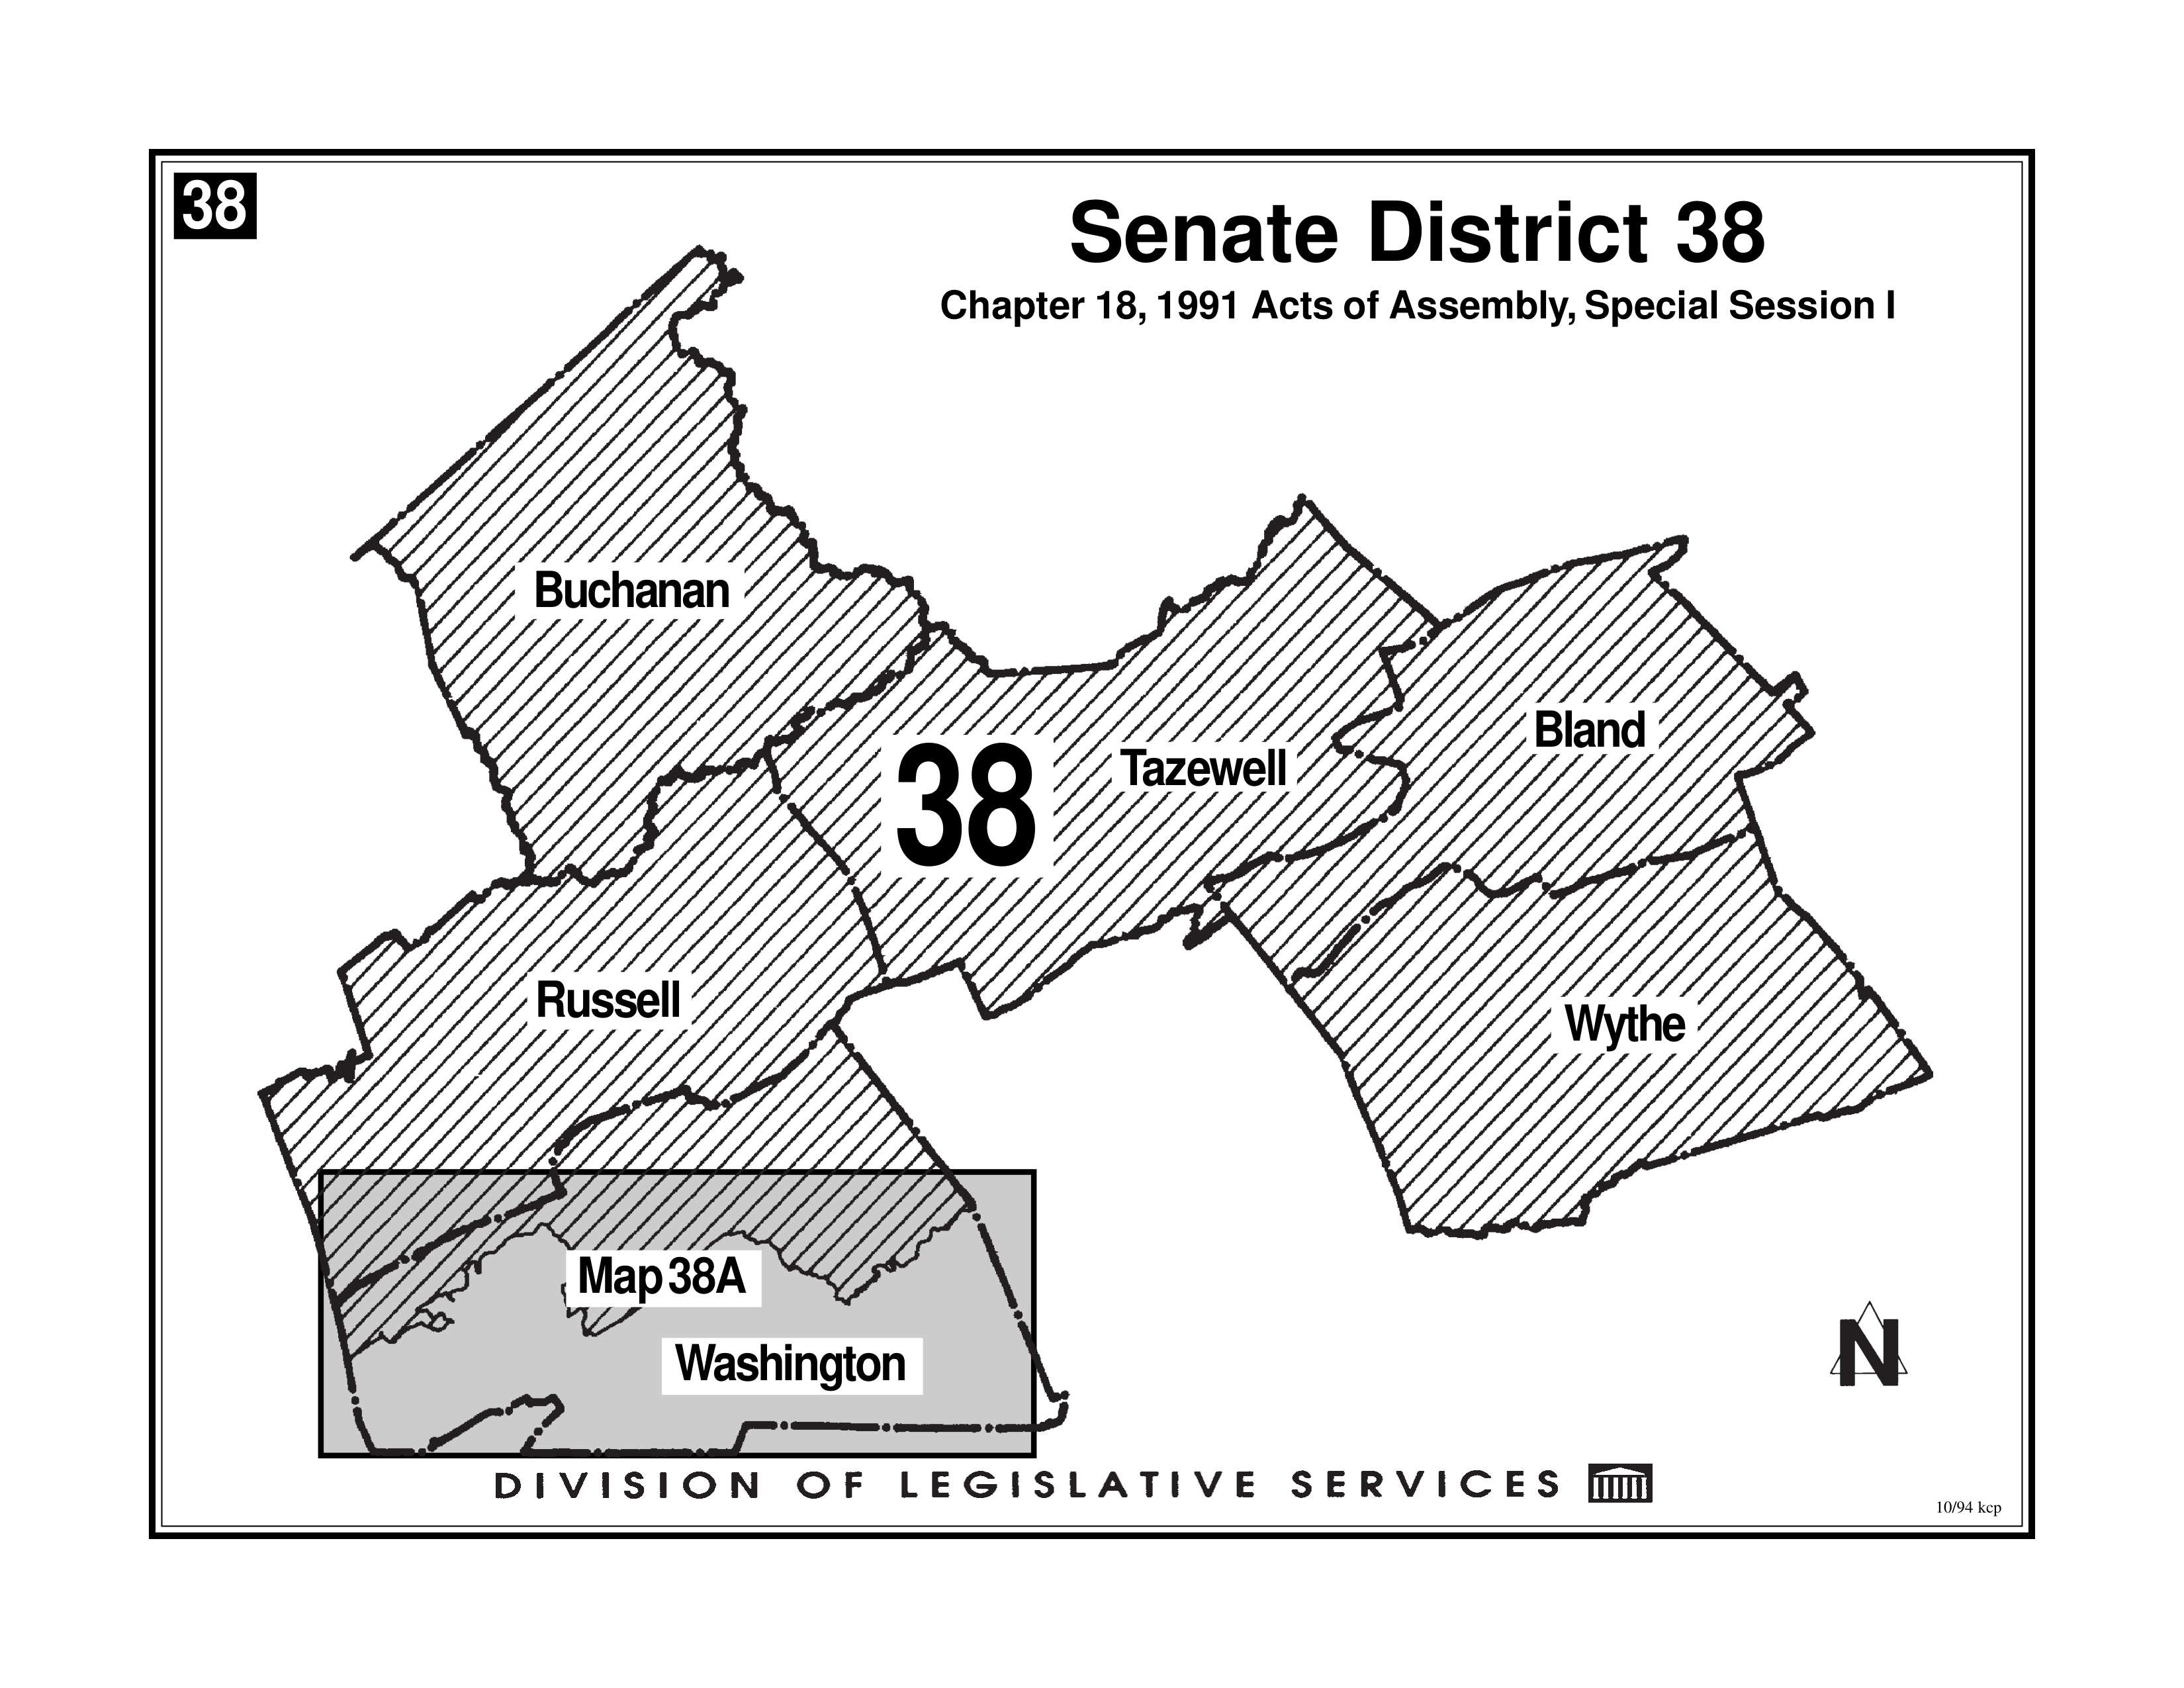 38
Senate District 38
Chapter 18, 1991 Acts of Assembly, Special Session I
Buchanan
Bland
38
Tazewell
Russell
Wythe
Map 38A
Washington
N
DIVISION OF LEGISLATIVE SERVICES
10/94 kcp